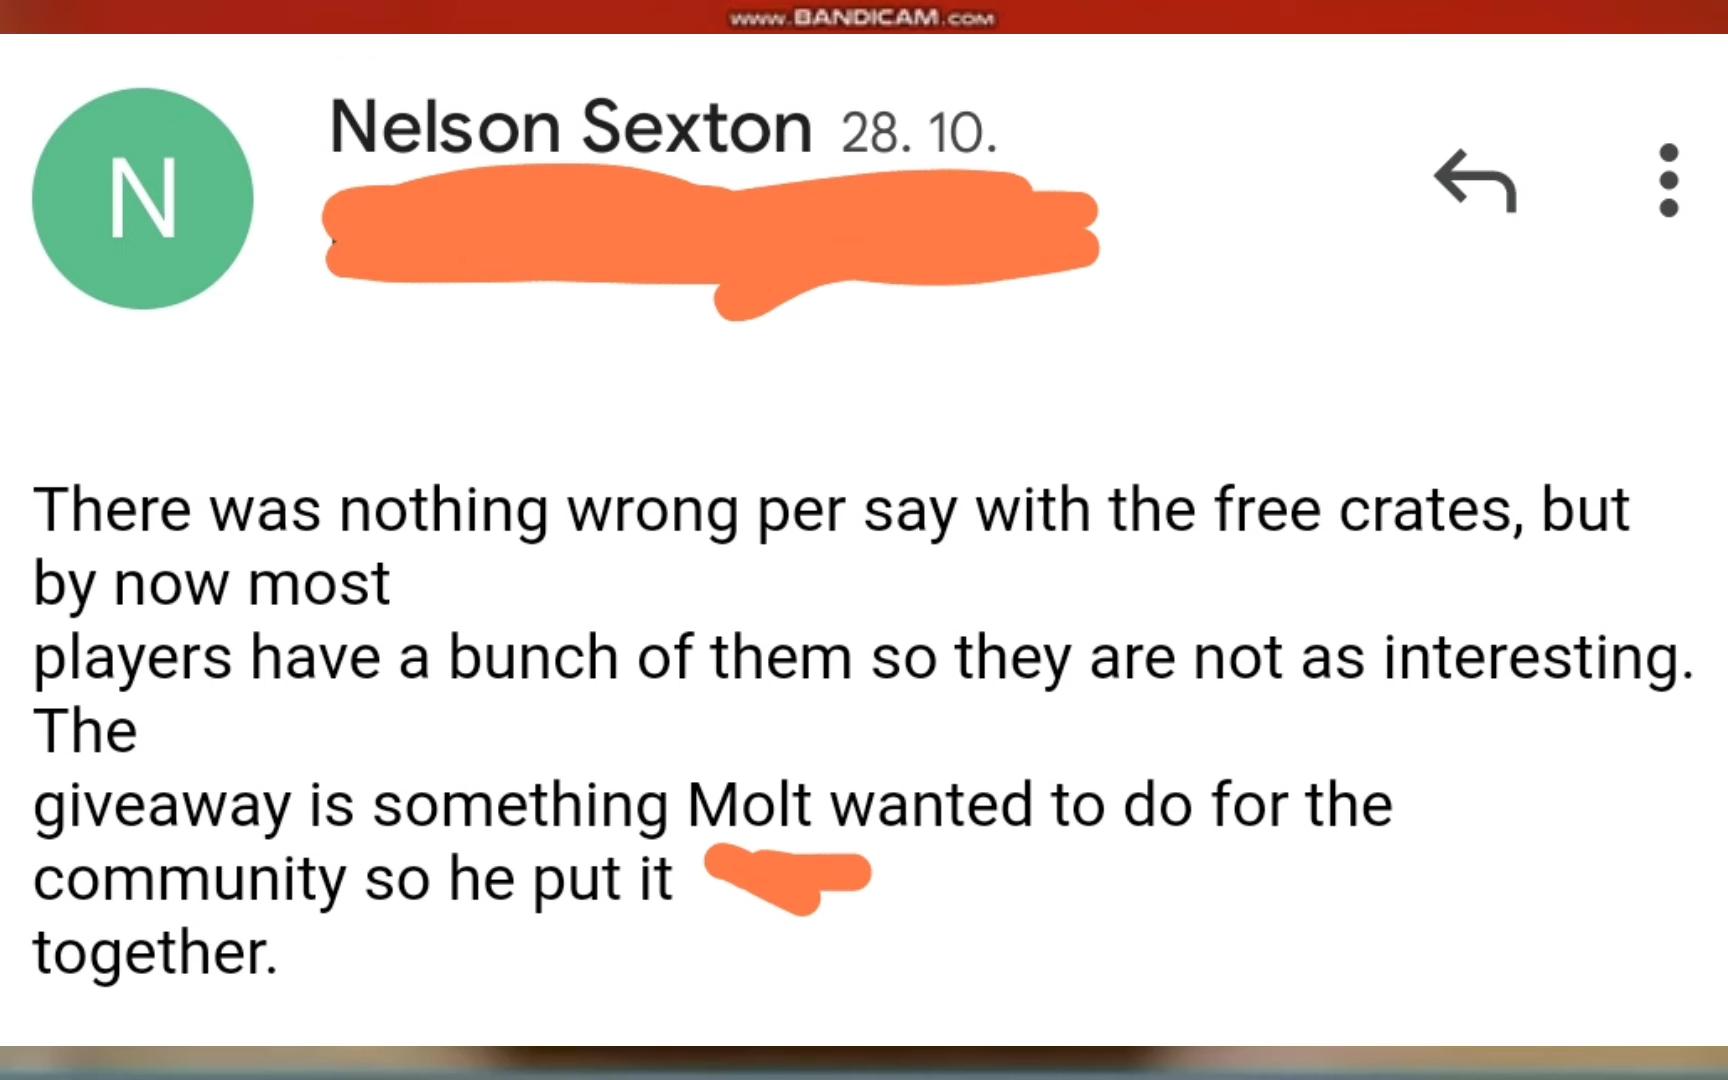 www.BANDICAM.COM
N
Nelson Sexton 28. 10.
There was nothing wrong per say with the free crates, but
by now most
players have a bunch of them so they are not as interesting.
The
giveaway is something Molt wanted to do for the
community so he put it
together.